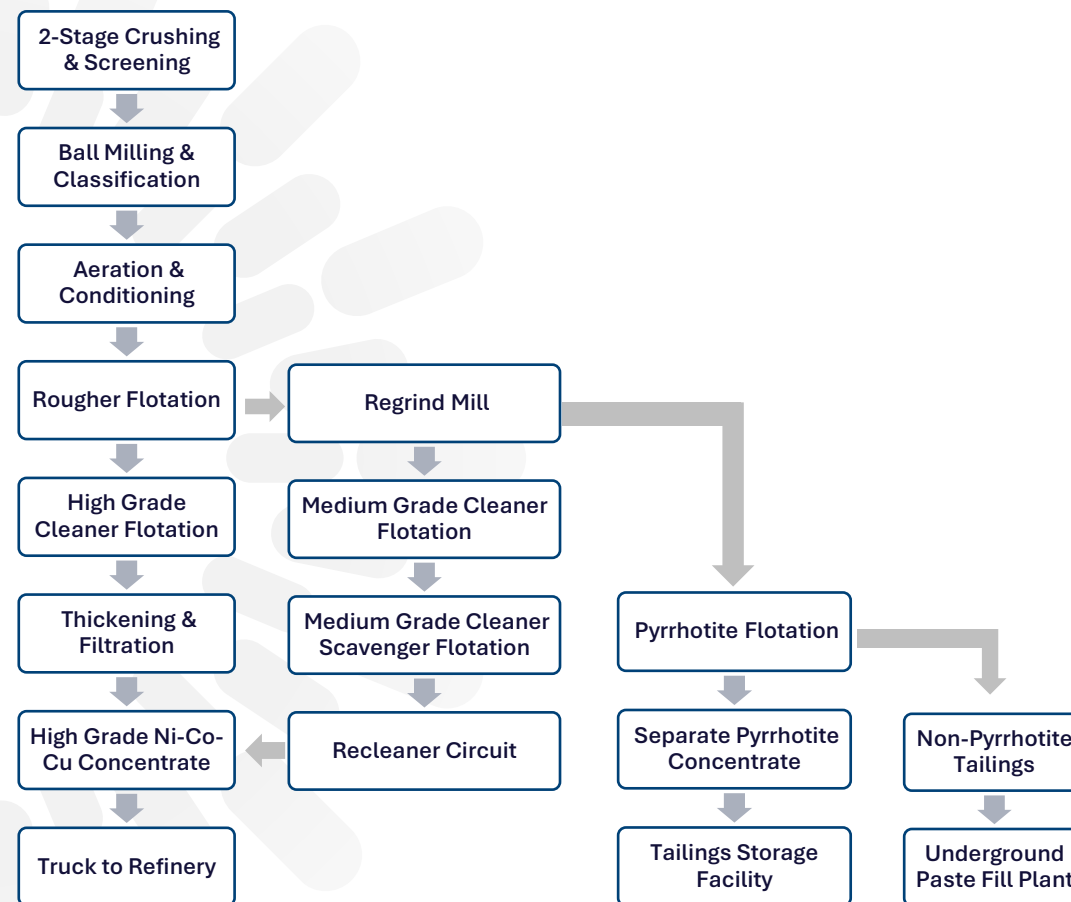 2-Stage Crushing
& Screening
Ball Milling &
Classification
Aeration &
Conditioning
Rougher Flotation
High Grade
Cleaner Flotation
Thickening &
Filtration
High Grade Ni-Co-
Cu Concentrate
Truck to Refinery
Regrind Mill
Medium Grade Cleaner
Flotation
Medium Grade Cleaner
Scavenger Flotation
Recleaner Circuit
Pyrrhotite Flotation
Separate Pyrrhotite
Concentrate
Tailings Storage
Facility
Non-Pyrrhotite
Tailings
Underground
Paste Fill Plant